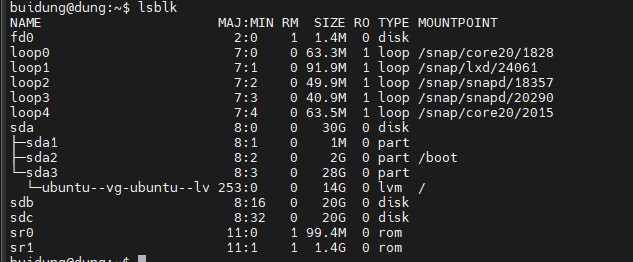 buidung@dung:~$ lsblk
NAME                      MAJ:MIN RM  SIZE RO TYPE MOUNTPOINT
fd0                         2:0    1  1.4M  0 disk
loop0                       7:0    0 63.3M  1 loop /snap/core20/1828
loop1                       7:1    0 91.9M  1 loop /snap/lxd/24061
loop2                       7:2    0 49.9M  1 loop /snap/snapd/18357
loop3                       7:3    0 40.9M  1 loop /snap/snapd/20290
loop4                       7:4    0 63.5M  1 loop /snap/core20/2015
sda                         8:0    0   30G  0 disk
├─sda1                      8:1    0    1M  0 part
├─sda2                      8:2    0    2G  0 part /boot
└─sda3                      8:3    0   28G  0 part
  └─ubuntu--vg-ubuntu--lv 253:0    0   14G  0 lvm  /
sdb                         8:16   0   20G  0 disk
sdc                         8:32   0   20G  0 disk
sr0                        11:0    1 99.4M  0 rom
sr1                        11:1    1  1.4G  0 rom
buidung@dung:~$